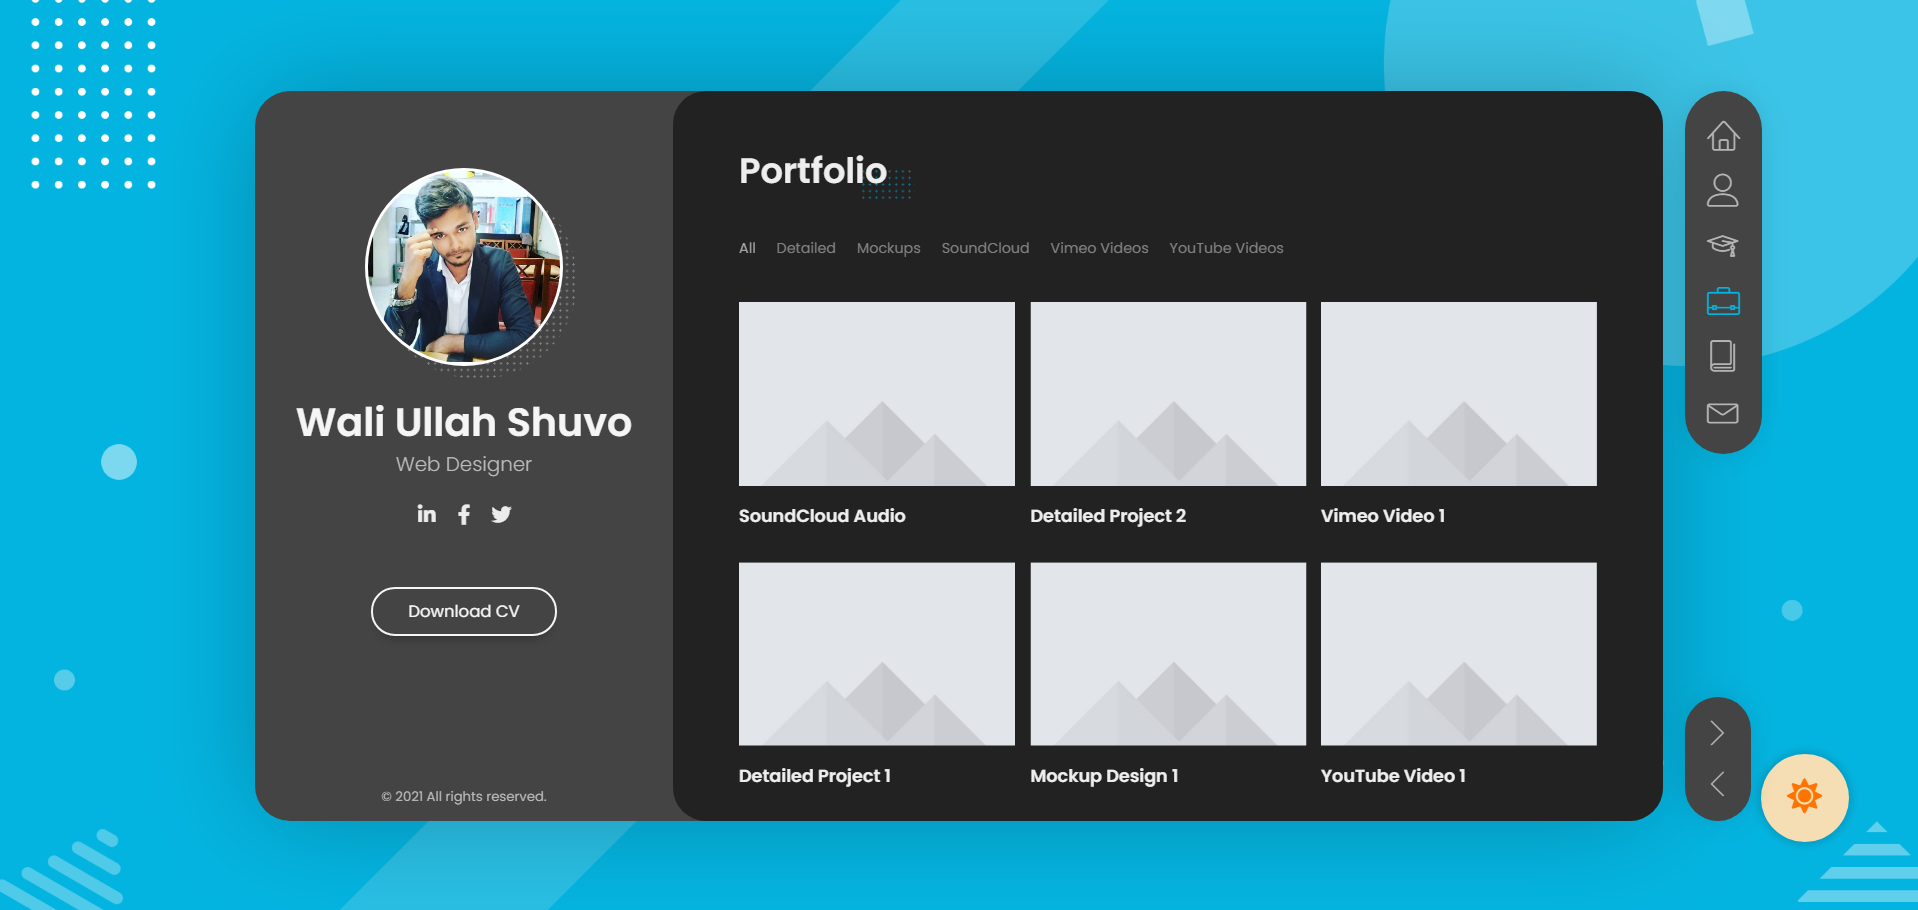 Wali Ullah Shuvo
Web Designer
in
Download CV
© 2021 All rights reserved.
Portfolio
All Detailed Mockups SoundCloud Vimeo Videos YouTube Videos
SoundCloud Audio
Detailed Project 2
Vimeo Video 1
Detailed Project 1
Mockup Design 1
YouTube Video 1